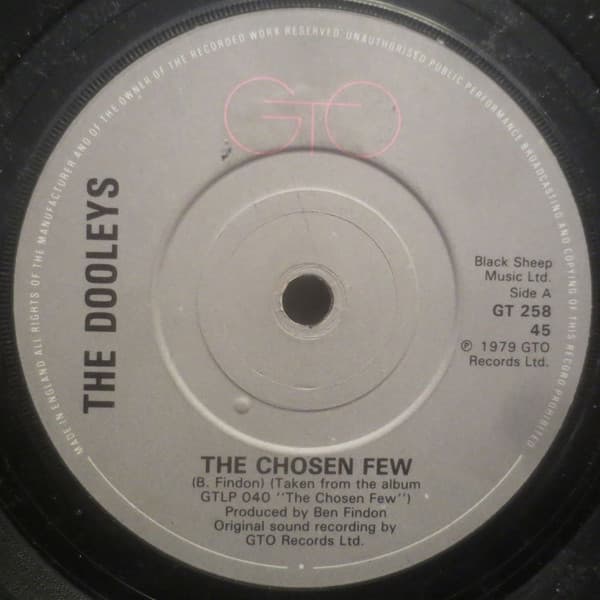 MADE IN ENGLAND ALL RIGHTS OF THE MANUFACTURER AND OF THE OWNER OF THE RECORDED WORK RESERVED UNAUTHORISED PUBLIC PERFORMANCE BROADCASTING AND COPYING OF THIS RECORD PROHIBITED
GTO
THE DOOLEYS
Black Sheep
Music Ltd.
Side A
GT 258
45
℗ 1979 GTO
Records Ltd.
THE CHOSEN FEW
(B. Findon) (Taken from the album
GTLP 040 "The Chosen Few")
Produced by Ben Findon
Original sound recording by
GTO Records Ltd.